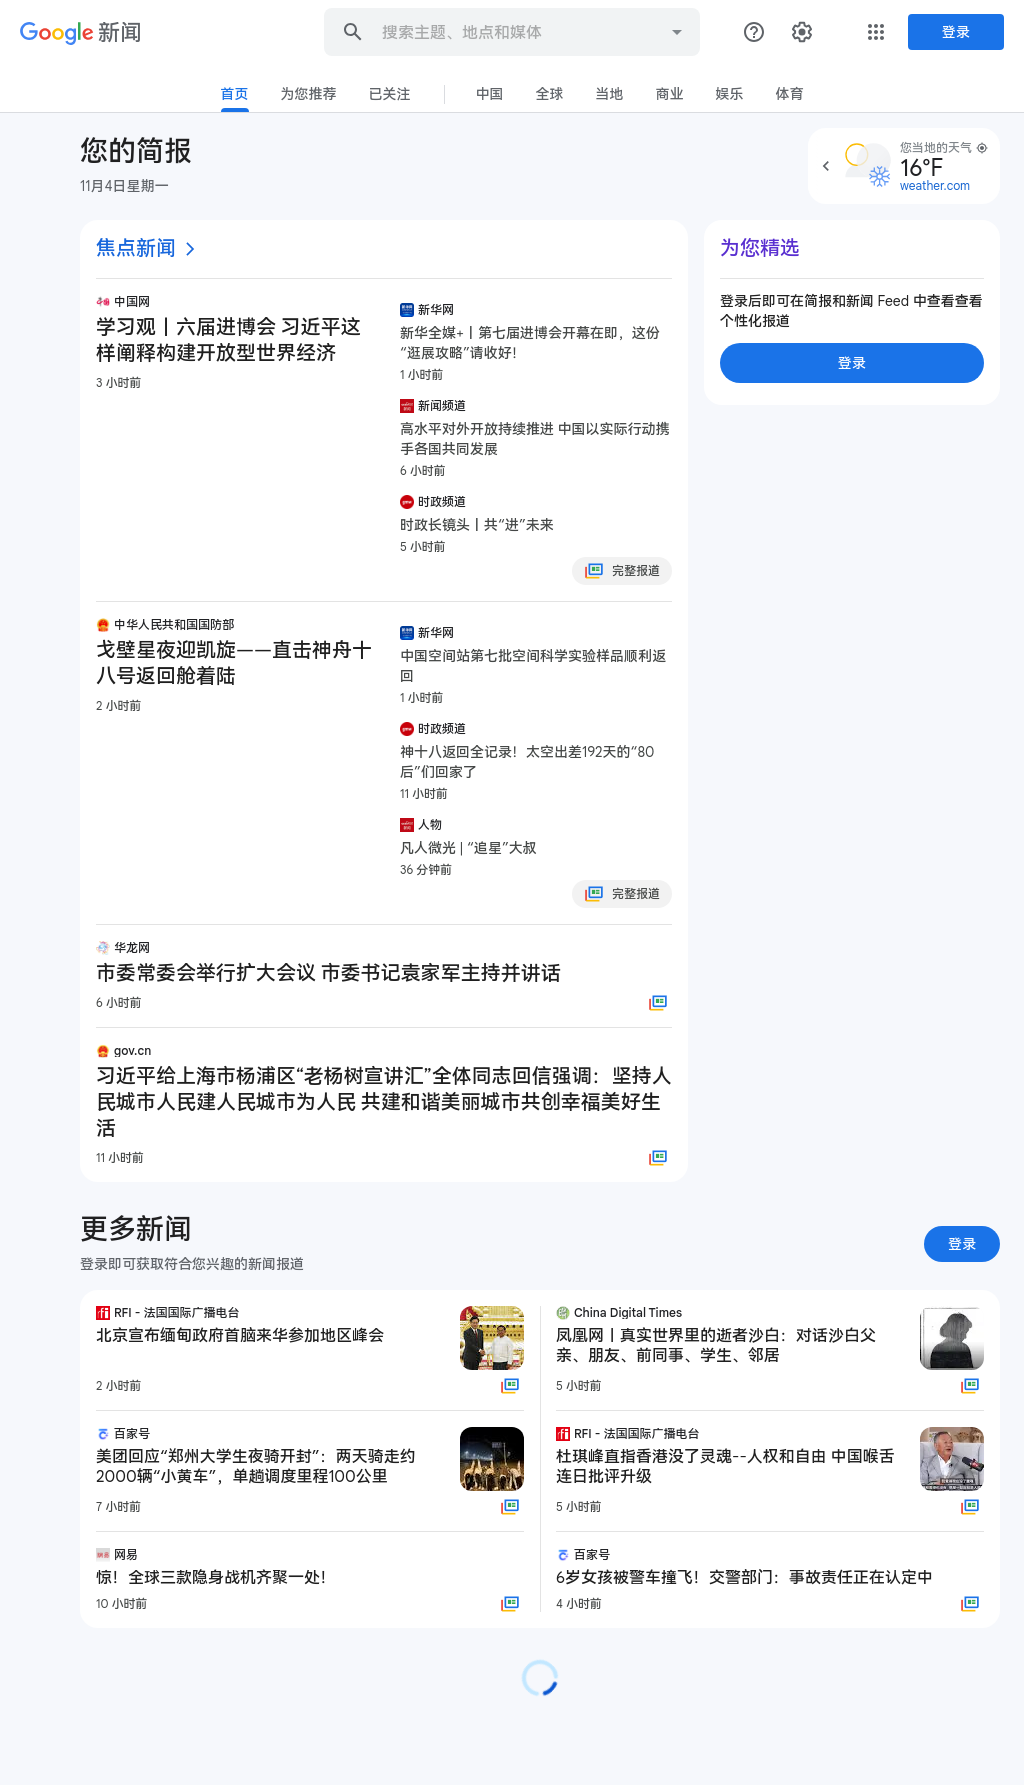 Google 新闻
搜索主题、地点和媒体
登录
首页
为您推荐
已关注
中国
全球
当地
商业
娱乐
体育
您的简报
11月4日星期一
您当地的天气
16°F
weather.com
焦点新闻
中国网
学习观丨六届进博会 习近平这
样阐释构建开放型世界经济
3 小时前
新华网
新华全媒+丨第七届进博会开幕在即，这份
“逛展攻略”请收好！
1 小时前
新闻频道
高水平对外开放持续推进 中国以实际行动携
手各国共同发展
6 小时前
时政频道
时政长镜头丨共“进”未来
5 小时前
完整报道
中华人民共和国国防部
戈壁星夜迎凯旋——直击神舟十
八号返回舱着陆
2 小时前
新华网
中国空间站第七批空间科学实验样品顺利返
回
1 小时前
时政频道
神十八返回全记录！太空出差192天的“80
后”们回家了
11 小时前
人物
凡人微光 | “追星”大叔
36 分钟前
完整报道
华龙网
市委常委会举行扩大会议 市委书记袁家军主持并讲话
6 小时前
gov.cn
习近平给上海市杨浦区“老杨树宣讲汇”全体同志回信强调：坚持人
民城市人民建人民城市为人民 共建和谐美丽城市共创幸福美好生
活
11 小时前
为您精选
登录后即可在简报和新闻 Feed 中查看查看
个性化报道
登录
更多新闻
登录即可获取符合您兴趣的新闻报道
登录
RFI - 法国国际广播电台
北京宣布缅甸政府首脑来华参加地区峰会
2 小时前
百家号
美团回应“郑州大学生夜骑开封”：两天骑走约
2000辆“小黄车”，单趟调度里程100公里
7 小时前
网易
惊！全球三款隐身战机齐聚一处！
10 小时前
China Digital Times
凤凰网丨真实世界里的逝者沙白：对话沙白父
亲、朋友、前同事、学生、邻居
5 小时前
RFI - 法国国际广播电台
杜琪峰直指香港没了灵魂--人权和自由 中国喉舌
连日批评升级
5 小时前
百家号
6岁女孩被警车撞飞！交警部门：事故责任正在认定中
4 小时前